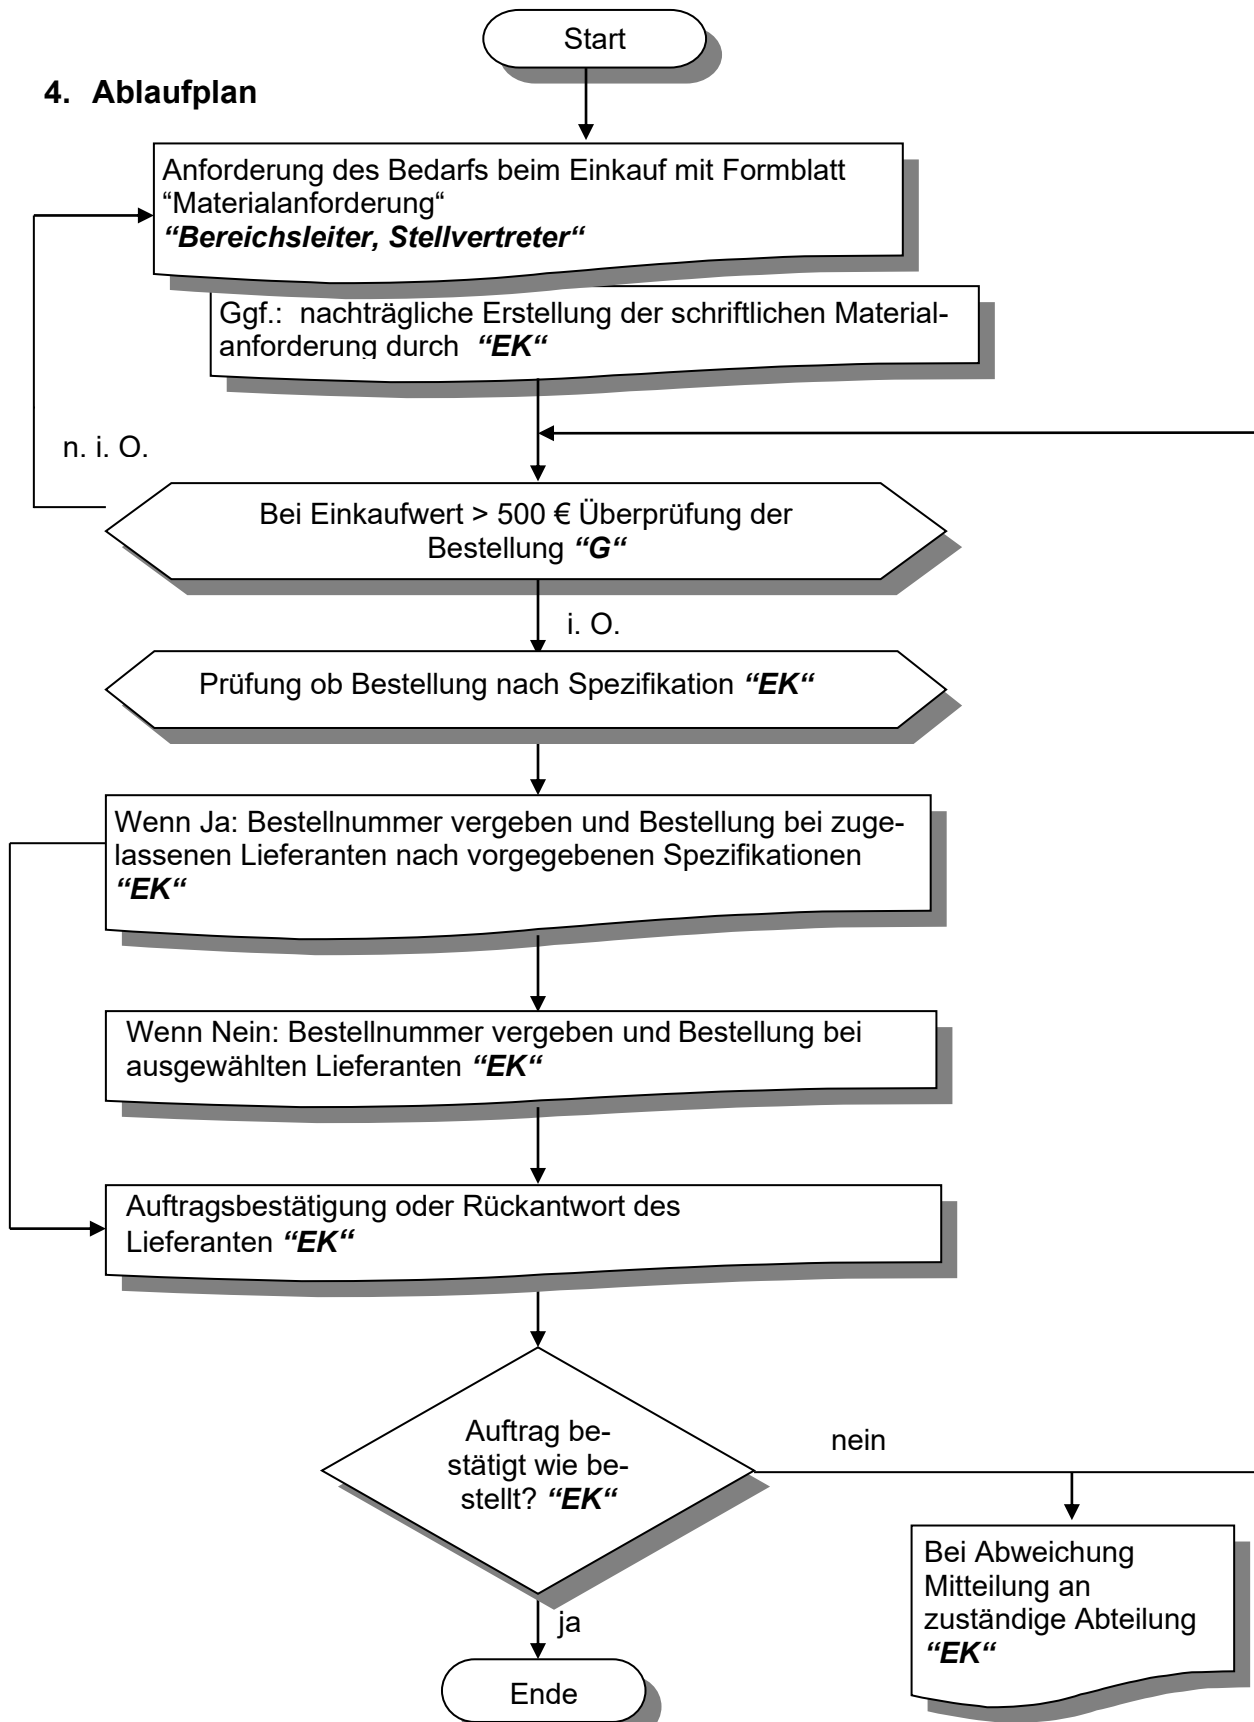 Start
4. Ablaufplan
Anforderung des Bedarfs beim Einkauf mit Formblatt
“Materialanforderung“
“Bereichsleiter, Stellvertreter“
Ggf.: nachträgliche Erstellung der schriftlichen Material-
anforderung durch “EK“
n. i. O.
Bei Einkaufwert > 500 € Überprüfung der
Bestellung “G“
i. O.
Prüfung ob Bestellung nach Spezifikation “EK“
Wenn Ja: Bestellnummer vergeben und Bestellung bei zuge-
lassenen Lieferanten nach vorgegebenen Spezifikationen
“EK“
Wenn Nein: Bestellnummer vergeben und Bestellung bei
ausgewählten Lieferanten “EK“
Auftragsbestätigung oder Rückantwort des
Lieferanten “EK“
Auftrag be-
stätigt wie be-
stellt? “EK“
nein
Bei Abweichung
Mitteilung an
zuständige Abteilung
“EK“
ja
Ende